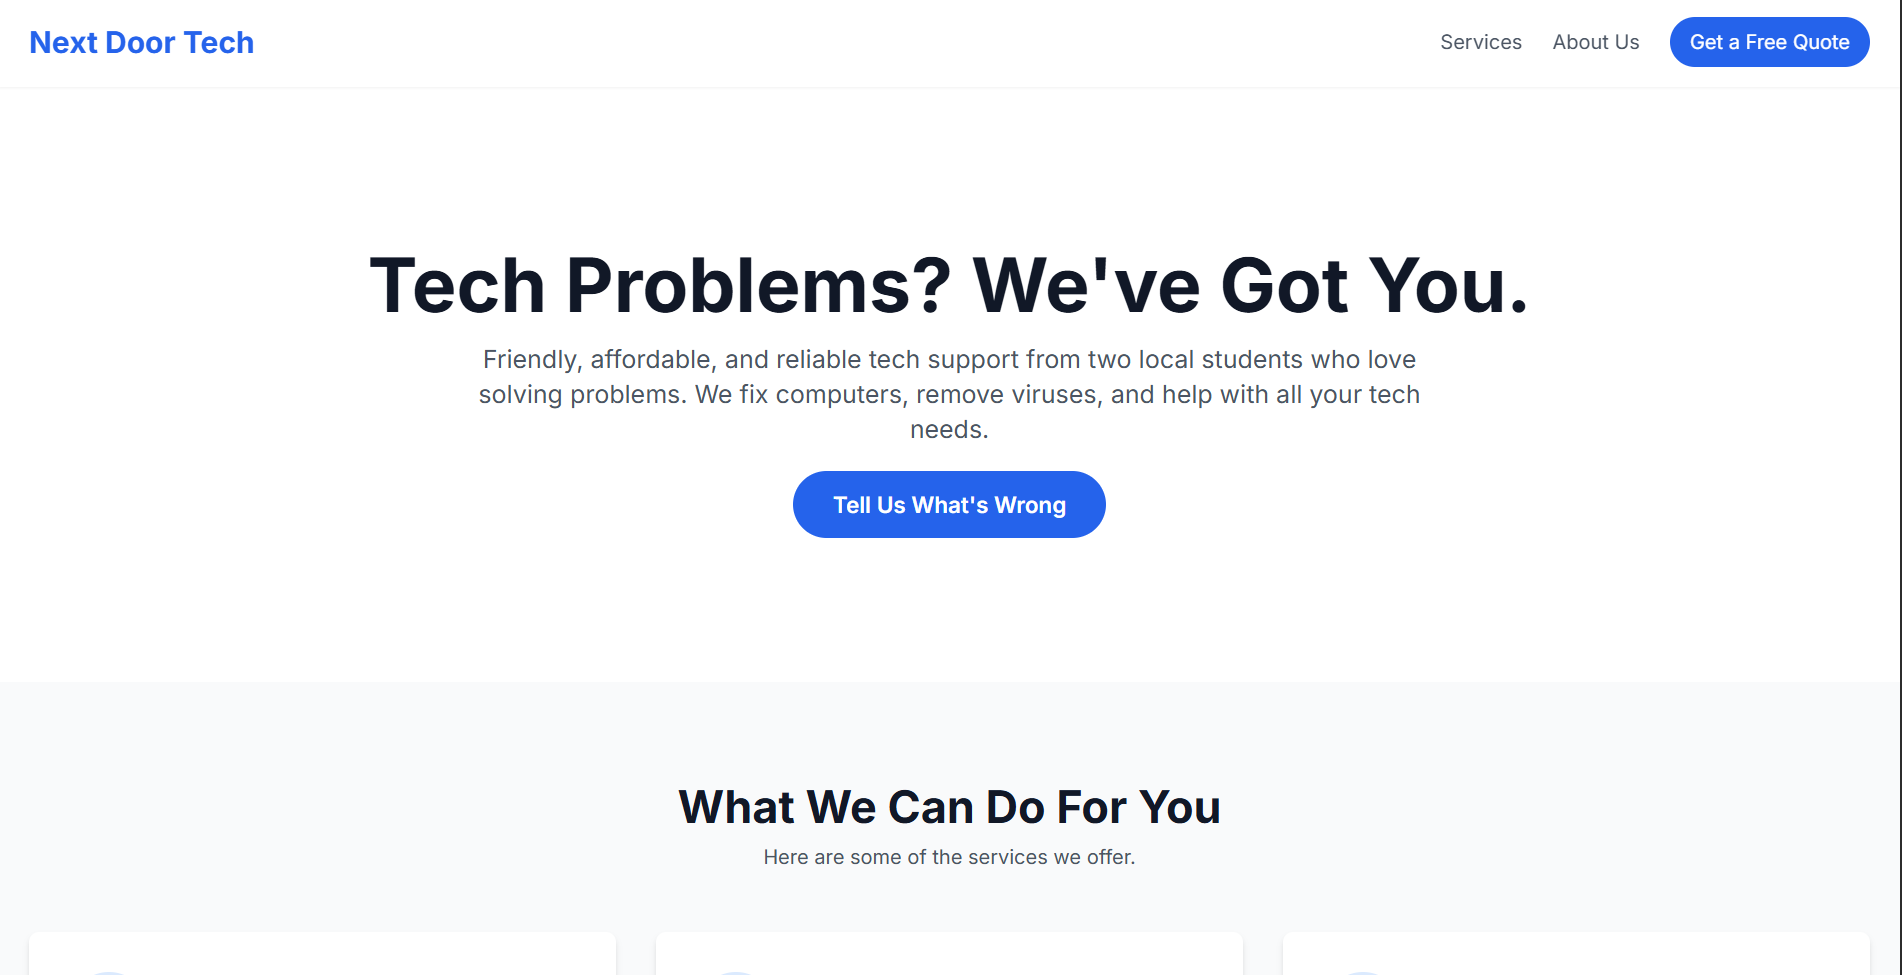 Next Door Tech
Services
About Us
Get a Free Quote
Tech Problems? We've Got You.
Friendly, affordable, and reliable tech support from two local students who love
solving problems. We fix computers, remove viruses, and help with all your tech
needs.
Tell Us What's Wrong
What We Can Do For You
Here are some of the services we offer.